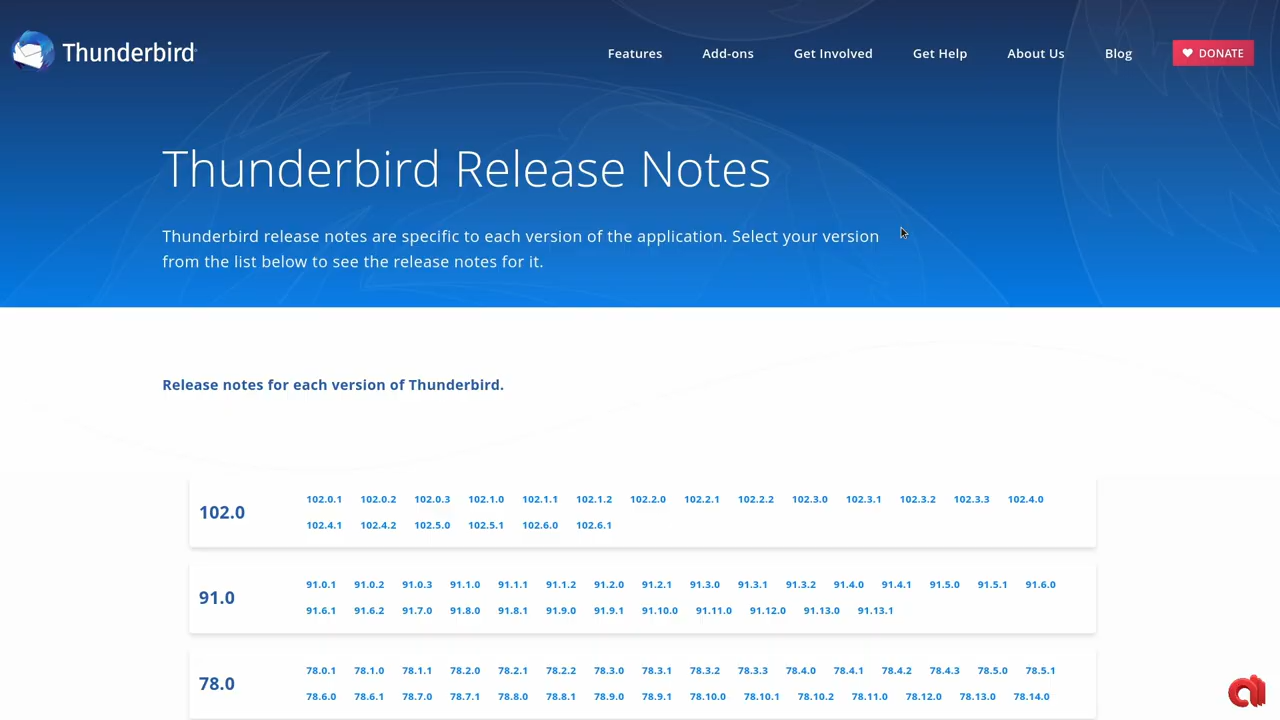 Thunderbird
Features Add-ons Get Involved Get Help About Us Blog DONATE
Thunderbird Release Notes
Thunderbird release notes are specific to each version of the application. Select your version
from the list below to see the release notes for it.
Release notes for each version of Thunderbird.
102.0
102.0.1 102.0.2 102.0.3 102.1.0 102.1.1 102.1.2 102.2.0 102.2.1 102.2.2 102.3.0 102.3.1 102.3.2 102.3.3 102.4.0
102.4.1 102.4.2 102.5.0 102.5.1 102.6.0 102.6.1
91.0
91.0.1 91.0.2 91.0.3 91.1.0 91.1.1 91.1.2 91.2.0 91.2.1 91.3.0 91.3.1 91.3.2 91.4.0 91.4.1 91.5.0 91.5.1 91.6.0
91.6.1 91.6.2 91.7.0 91.8.0 91.8.1 91.9.0 91.9.1 91.10.0 91.11.0 91.12.0 91.13.0 91.13.1
78.0
78.0.1 78.1.0 78.1.1 78.2.0 78.2.1 78.2.2 78.3.0 78.3.1 78.3.2 78.3.3 78.4.0 78.4.1 78.4.2 78.4.3 78.5.0 78.5.1
78.6.0 78.6.1 78.7.0 78.7.1 78.8.0 78.8.1 78.9.0 78.9.1 78.10.0 78.10.1 78.10.2 78.11.0 78.12.0 78.13.0 78.14.0